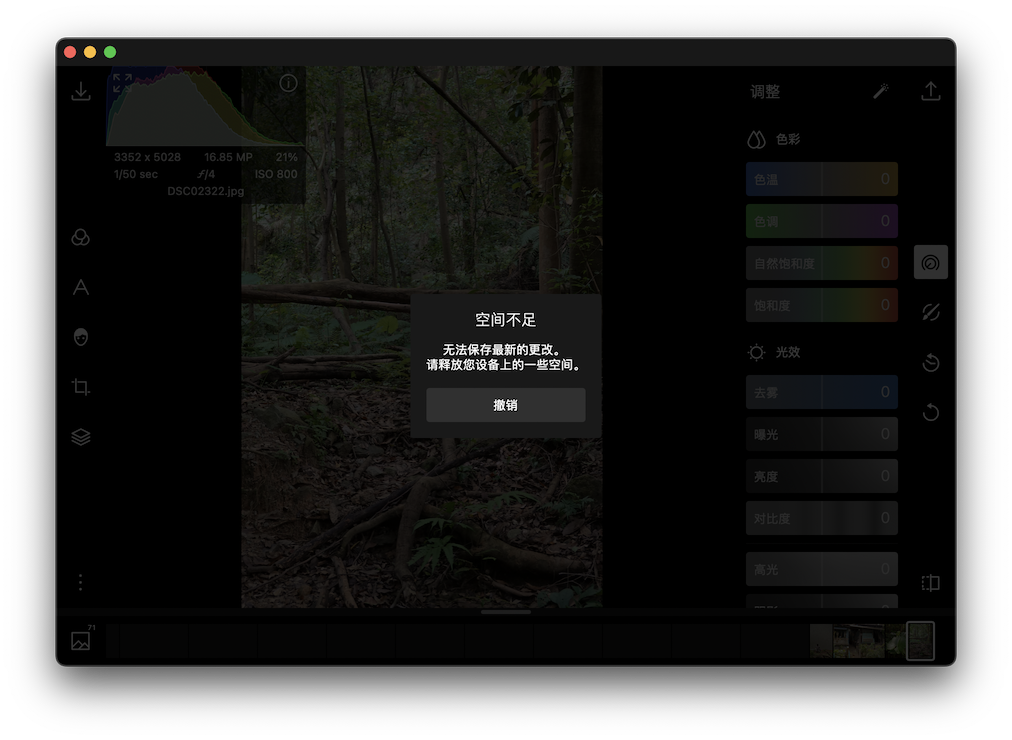 3352 x 5028 16.85 MP 21%
1/50 sec ƒ/4 ISO 800
DSC02322.jpg
空间不足
无法保存最新的更改。
请释放您设备上的一些空间。
撤销
调整
色彩
色温 0
色调 0
自然饱和度 0
饱和度 0
光效
去雾 0
曝光 0
亮度 0
对比度 0
高光 0
71